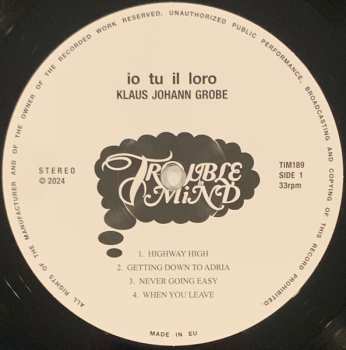 ALL RIGHTS OF THE MANUFACTURER AND OF THE OWNER OF THE RECORDED WORK RESERVED. UNAUTHORIZED PUBLIC PERFORMANCE, BROADCASTING AND COPYING OF THIS RECORD PROHIBITED.
io tu il loro
KLAUS JOHANN GROBE
STEREO
© 2024
TROUBLE
MiND
TIM189
SIDE 1
33rpm
1. HIGHWAY HIGH
2. GETTING DOWN TO ADRIA
3. NEVER GOING EASY
4. WHEN YOU LEAVE
MADE IN EU